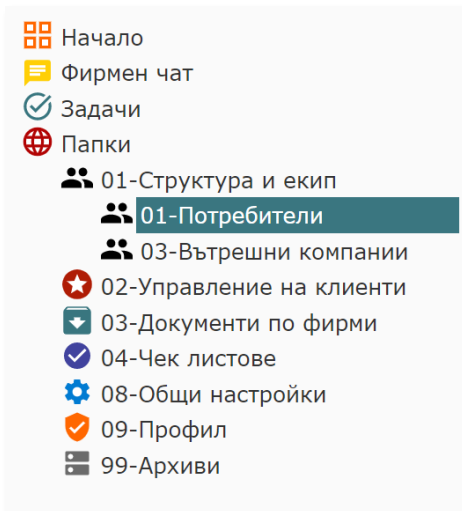 Начало
Фирмен чат
Задачи
Папки
01-Структура и екип
01-Потребители
03-Вътрешни компании
02-Управление на клиенти
03-Документи по фирми
04-Чек листове
08-Общи настройки
09-Профил
99-Архиви